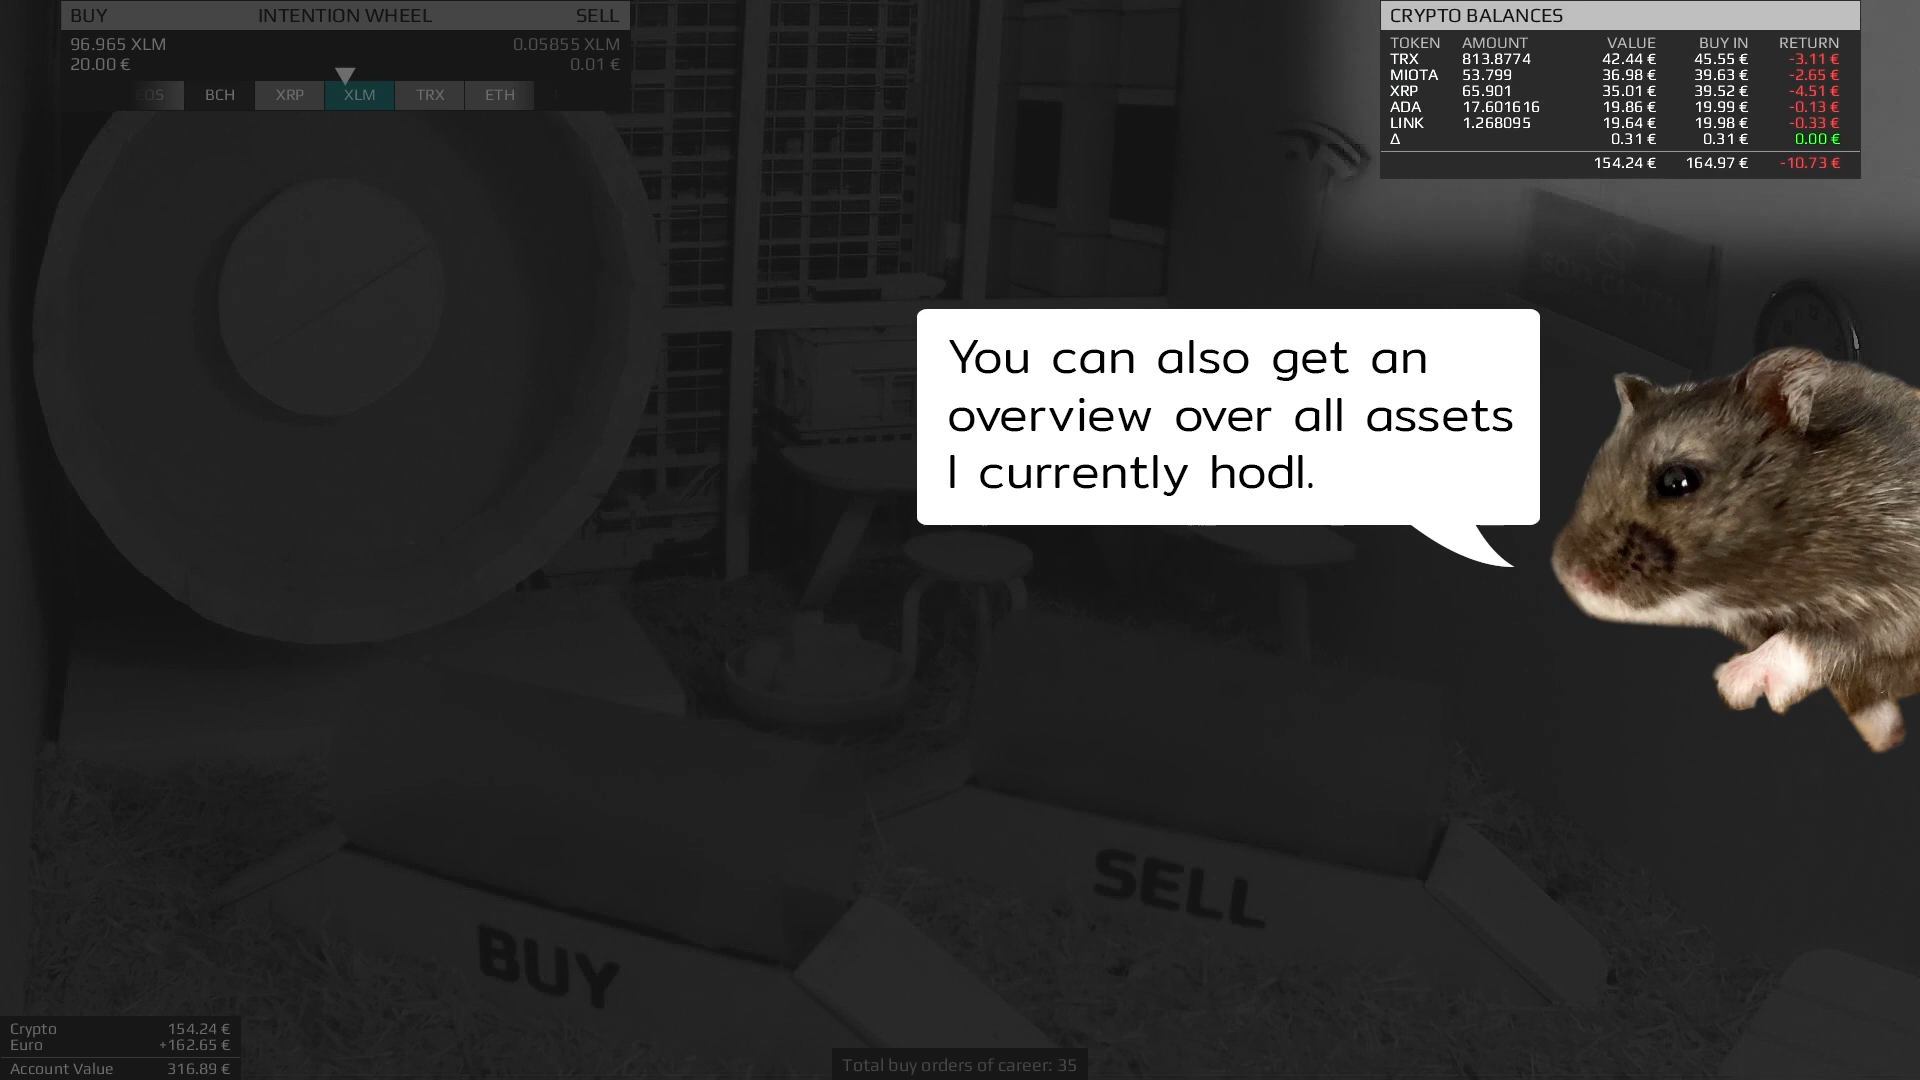 BUY INTENTION WHEEL SELL
96.965 XLM 0.05855 XLM
20.00 € 0.01 €
EOS BCH XRP XLM TRX ETH
CRYPTO BALANCES
TOKEN AMOUNT VALUE BUY IN RETURN
TRX 813.8774 42.44 € 45.55 € -3.11 €
MIOTA 53.799 36.98 € 39.63 € -2.65 €
XRP 65.901 35.01 € 39.52 € -4.51 €
ADA 17.601616 19.86 € 19.99 € -0.13 €
LINK 1.268095 19.64 € 19.98 € -0.33 €
Δ 0.31 € 0.31 € 0.00 €
154.24 € 164.97 € -10.73 €
You can also get an
overview over all assets
I currently hodl.
SELL
BUY
Crypto 154.24 €
Euro +162.65 €
Account Value 316.89 €
Total buy orders of career: 35